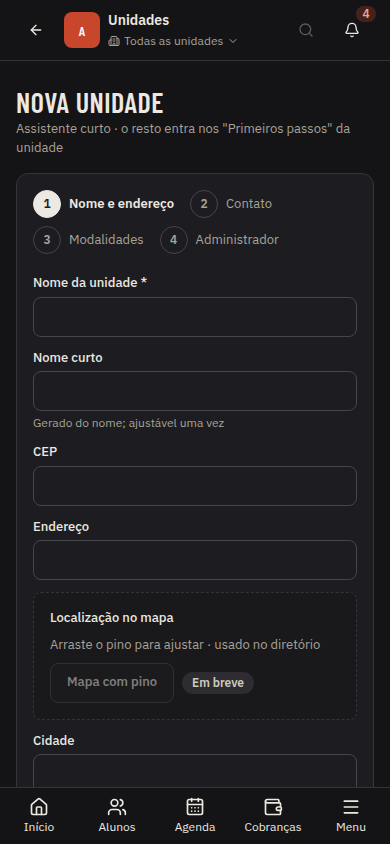 A
Unidades
Todas as unidades
4
NOVA UNIDADE
Assistente curto · o resto entra nos "Primeiros passos" da
unidade
1 Nome e endereço 2 Contato
3 Modalidades 4 Administrador
Nome da unidade *
Nome curto
Gerado do nome; ajustável uma vez
CEP
Endereço
Localização no mapa
Arraste o pino para ajustar · usado no diretório
Mapa com pino Em breve
Cidade
Início Alunos Agenda Cobranças Menu